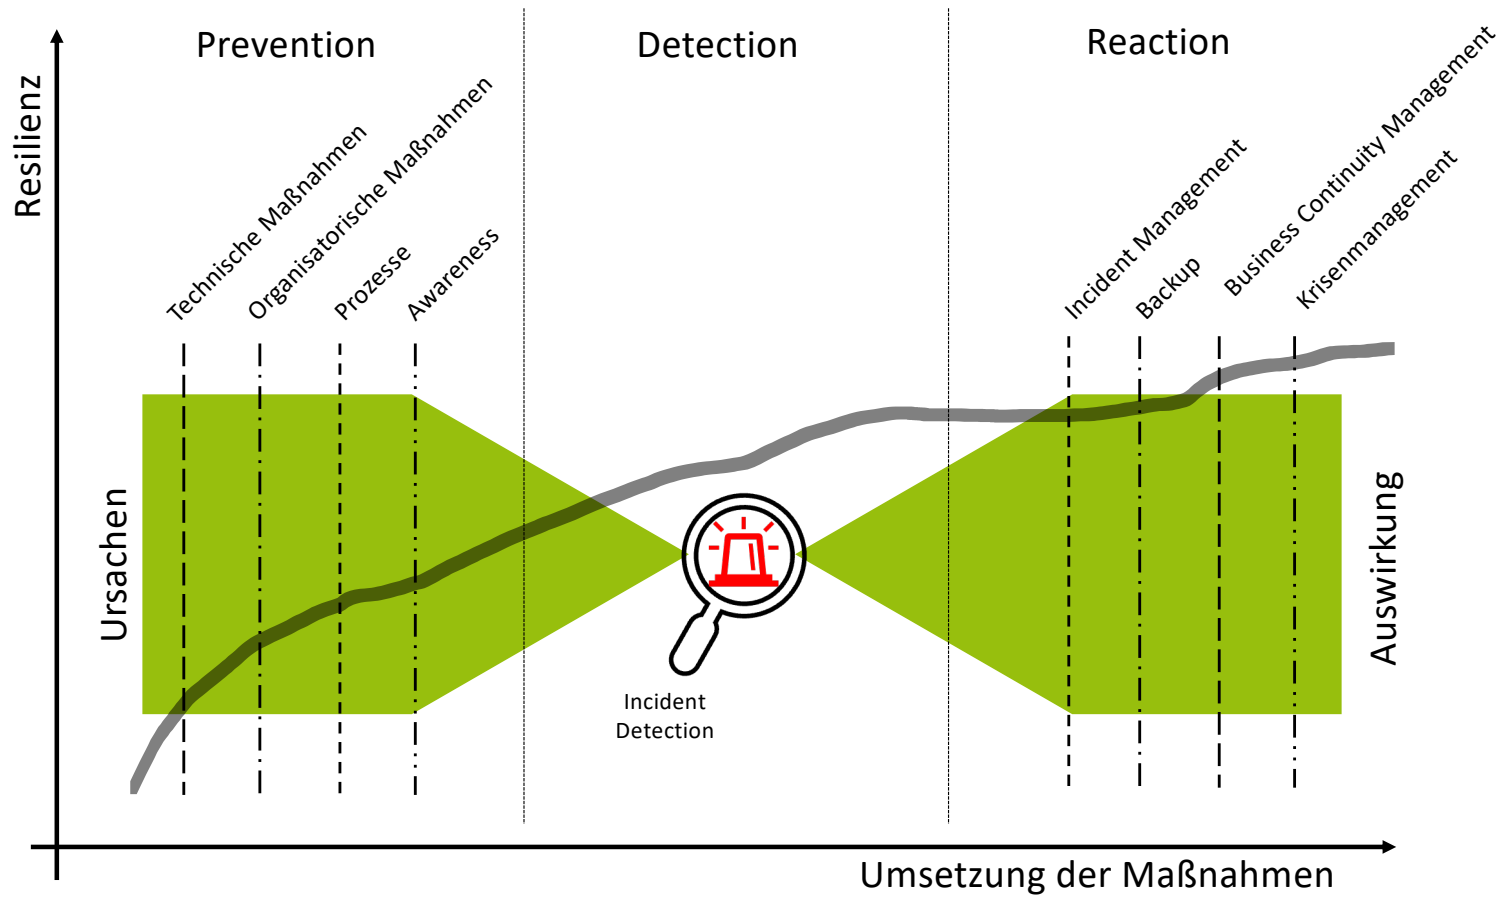 Prevention
Detection
Reaction
Resilienz
Technische Maßnahmen
Organisatorische Maßnahmen
Prozesse
Awareness
Incident Management
Backup
Business Continuity Management
Krisenmanagement
Ursachen
Auswirkung
Incident
Detection
Umsetzung der Maßnahmen